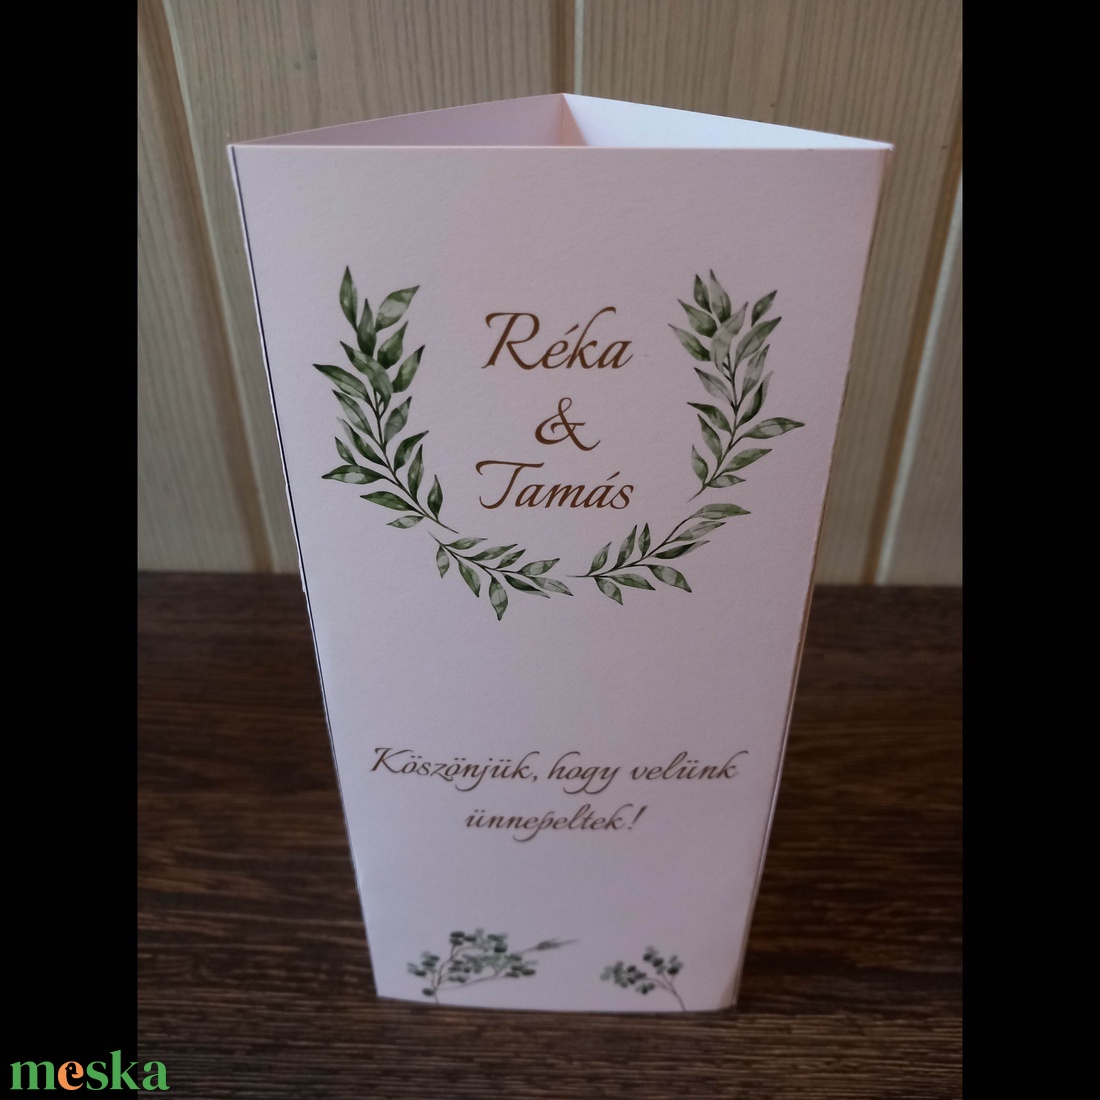 Réka
&
Tamás
Köszönjük, hogy velünk
ünnepeltek!
meska